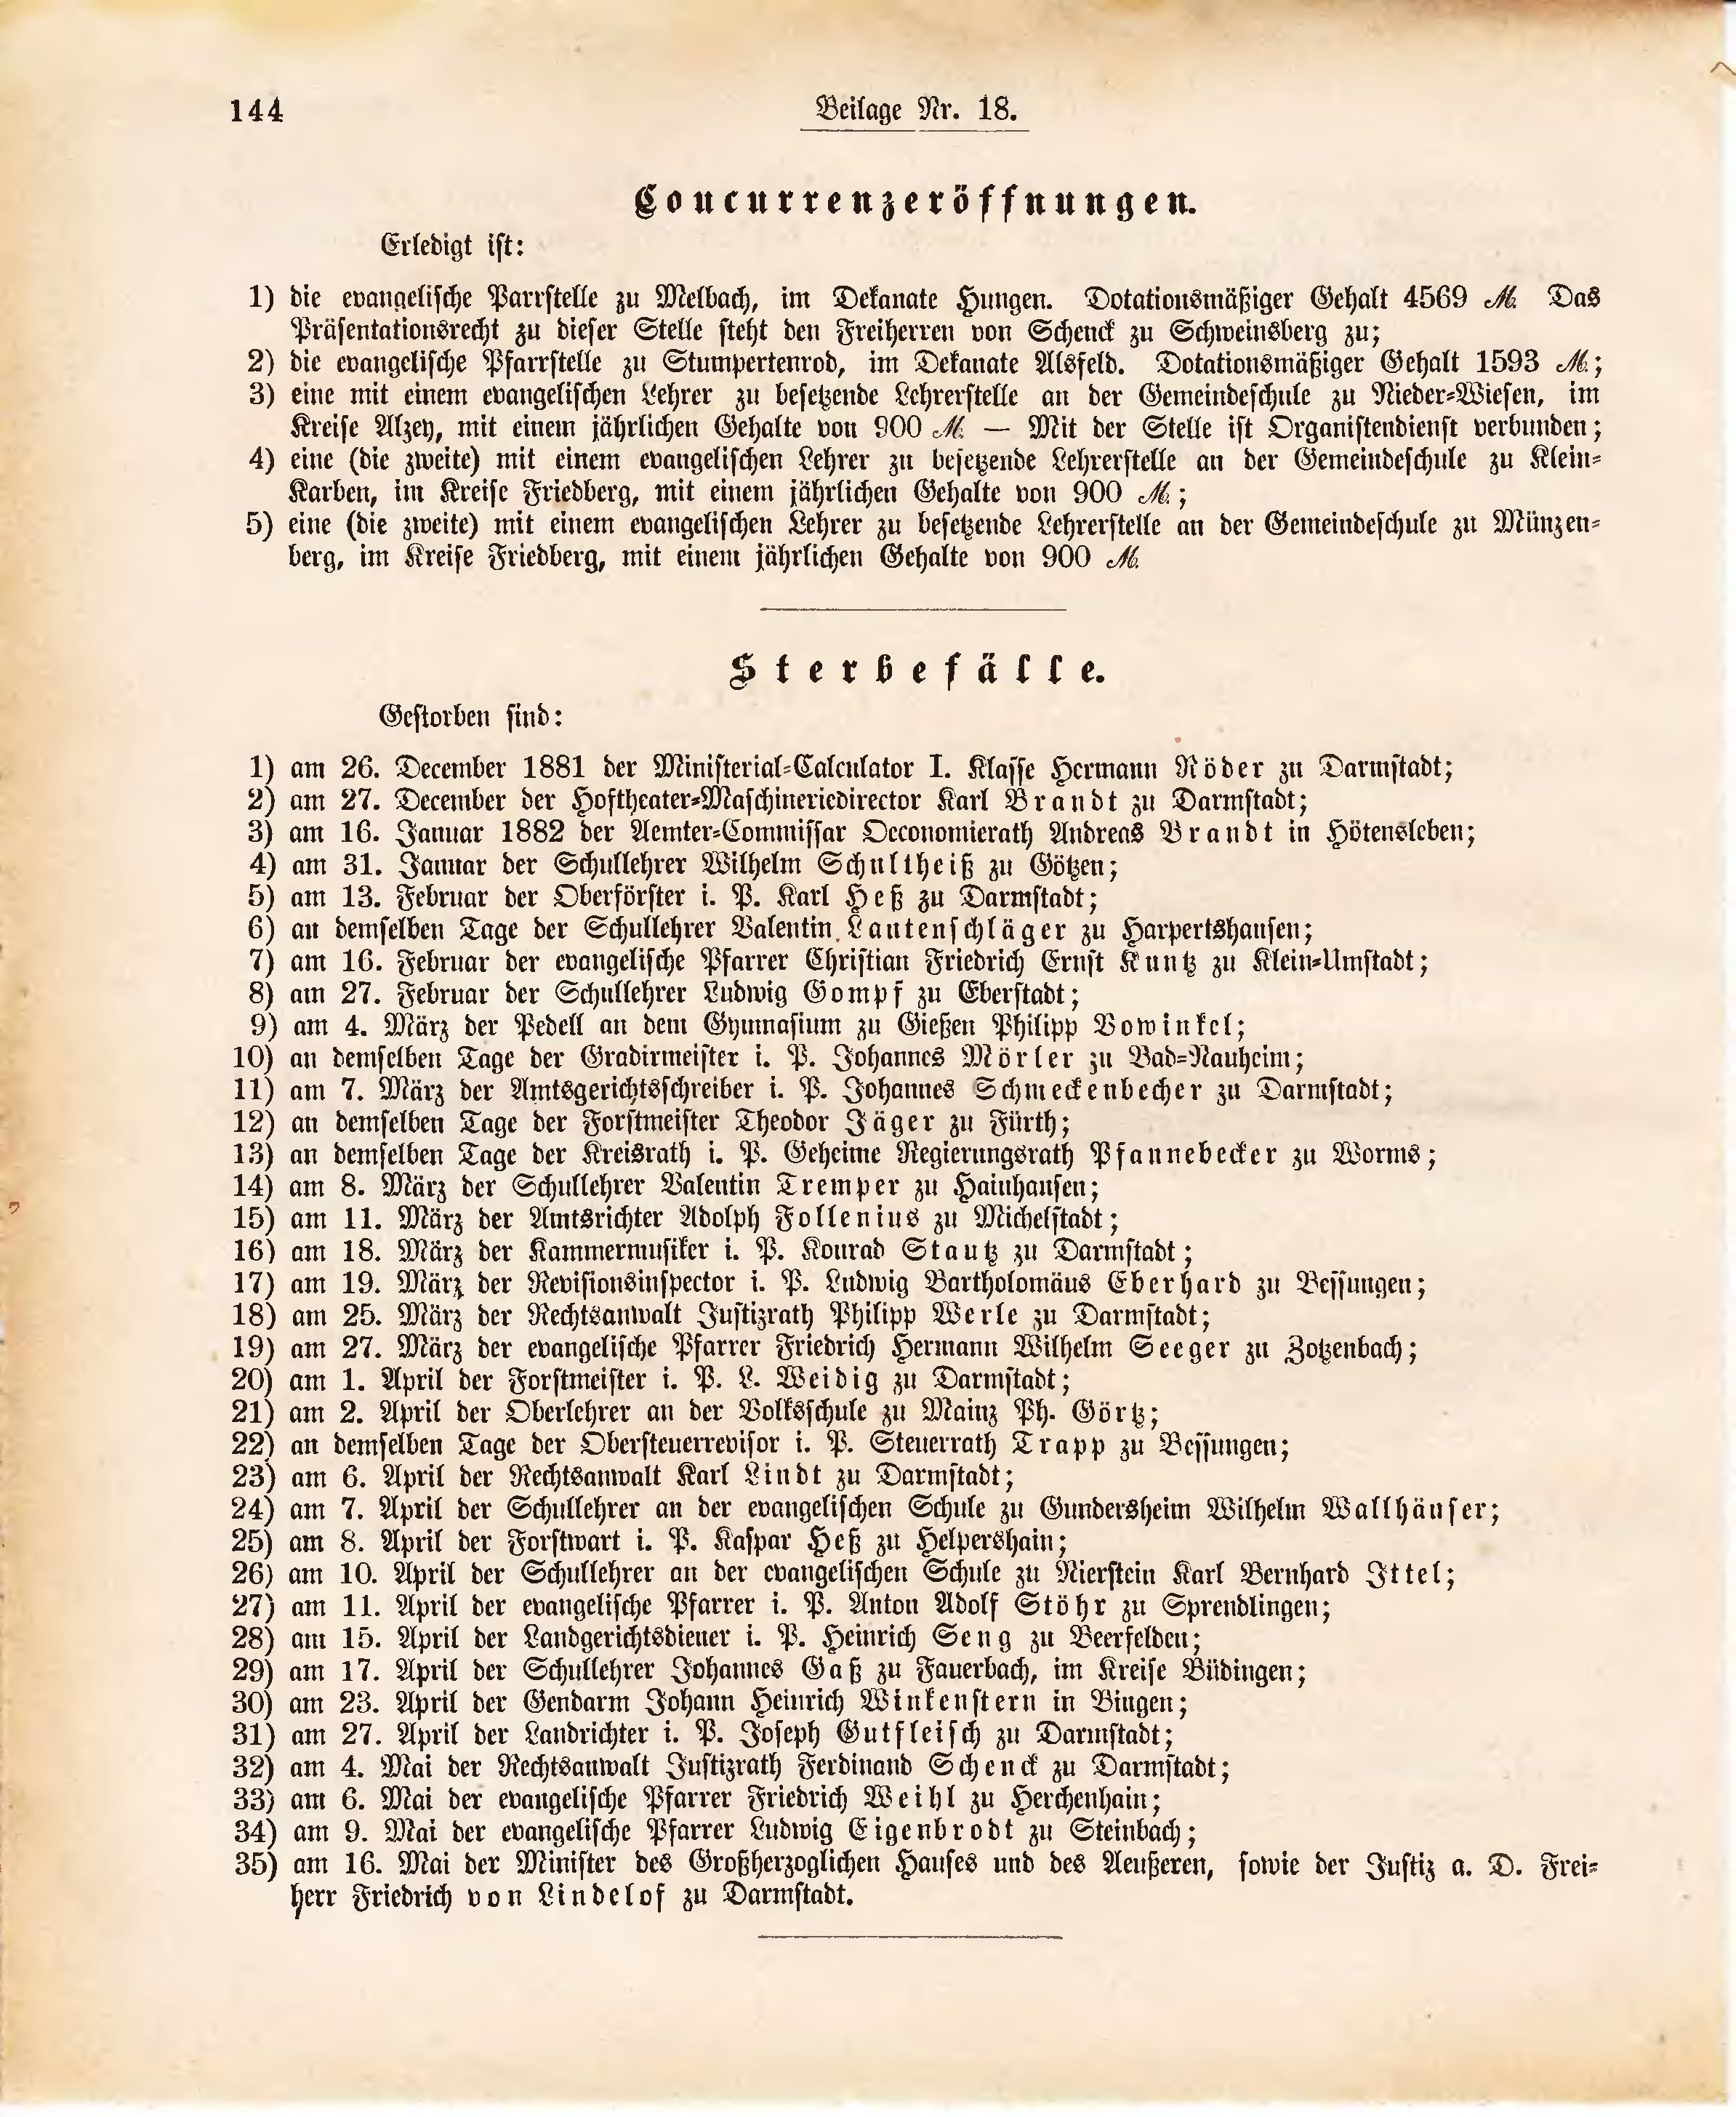 144
Beilage Nr. 18.
Concurrenzeröffnungen.
Erledigt ist:
1) die evangelische Parrstelle zu Melbach, im Dekanate Hungen. Dotationsmäßiger Gehalt 4569 ℳ. Das
Präsentationsrecht zu dieser Stelle steht den Freiherren von Schenck zu Schweinsberg zu;
2) die evangelische Pfarrstelle zu Stumpertenrod, im Dekanate Alsfeld. Dotationsmäßiger Gehalt 1593 ℳ.;
3) eine mit einem evangelischen Lehrer zu besetzende Lehrerstelle an der Gemeindeschule zu Nieder-Wiesen, im
Kreise Alzey, mit einem jährlichen Gehalte von 900 ℳ. — Mit der Stelle ist Organistendienst verbunden;
4) eine (die zweite) mit einem evangelischen Lehrer zu besetzende Lehrerstelle an der Gemeindeschule zu Klein-
Karben, im Kreise Friedberg, mit einem jährlichen Gehalte von 900 ℳ.;
5) eine (die zweite) mit einem evangelischen Lehrer zu besetzende Lehrerstelle an der Gemeindeschule zu Münzen-
berg, im Kreise Friedberg, mit einem jährlichen Gehalte von 900 ℳ.
Sterbefälle.
Gestorben sind:
1) am 26. December 1881 der Ministerial-Calculator I. Klasse Hermann Röder zu Darmstadt;
2) am 27. December der Hoftheater-Maschineriedirector Karl Brandt zu Darmstadt;
3) am 16. Januar 1882 der Aemter-Commissar Oeconomierath Andreas Brandt in Hötensleben;
4) am 31. Januar der Schullehrer Wilhelm Schultheiß zu Götzen;
5) am 13. Februar der Oberförster i. P. Karl Heß zu Darmstadt;
6) an demselben Tage der Schullehrer Valentin Lautenschläger zu Harpertshausen;
7) am 16. Februar der evangelische Pfarrer Christian Friedrich Ernst Kuntz zu Klein-Umstadt;
8) am 27. Februar der Schullehrer Ludwig Gompf zu Eberstadt;
9) am 4. März der Pedell an dem Gymnasium zu Gießen Philipp Vowinkel;
10) an demselben Tage der Gradirmeister i. P. Johannes Mörler zu Bad-Nauheim;
11) am 7. März der Amtsgerichtsschreiber i. P. Johannes Schmeckenbecher zu Darmstadt;
12) an demselben Tage der Forstmeister Theodor Jäger zu Fürth;
13) an demselben Tage der Kreisrath i. P. Geheime Regierungsrath Pfannebecker zu Worms;
14) am 8. März der Schullehrer Valentin Tremper zu Hainhausen;
15) am 11. März der Amtsrichter Adolph Follenius zu Michelstadt;
16) am 18. März der Kammermusiker i. P. Konrad Stautz zu Darmstadt;
17) am 19. März der Revisionsinspector i. P. Ludwig Bartholomäus Eberhard zu Bessungen;
18) am 25. März der Rechtsanwalt Justizrath Philipp Werle zu Darmstadt;
19) am 27. März der evangelische Pfarrer Friedrich Hermann Wilhelm Seeger zu Zotzenbach;
20) am 1. April der Forstmeister i. P. L. Weidig zu Darmstadt;
21) am 2. April der Oberlehrer an der Volksschule zu Mainz Ph. Görtz;
22) an demselben Tage der Obersteuerrevisor i. P. Steuerrath Trapp zu Bessungen;
23) am 6. April der Rechtsanwalt Karl Lindt zu Darmstadt;
24) am 7. April der Schullehrer an der evangelischen Schule zu Gundersheim Wilhelm Wallhäuser;
25) am 8. April der Forstwart i. P. Kaspar Heß zu Helpershain;
26) am 10. April der Schullehrer an der evangelischen Schule zu Nierstein Karl Bernhard Ittel;
27) am 11. April der evangelische Pfarrer i. P. Anton Adolf Stöhr zu Sprendlingen;
28) am 15. April der Landgerichtsdiener i. P. Heinrich Seng zu Beerfelden;
29) am 17. April der Schullehrer Johannes Gaß zu Fauerbach, im Kreise Büdingen;
30) am 23. April der Gendarm Johann Heinrich Winkenstern in Bingen;
31) am 27. April der Landrichter i. P. Joseph Gutfleisch zu Darmstadt;
32) am 4. Mai der Rechtsanwalt Justizrath Ferdinand Schenck zu Darmstadt;
33) am 6. Mai der evangelische Pfarrer Friedrich Weihl zu Herchenhain;
34) am 9. Mai der evangelische Pfarrer Ludwig Eigenbrodt zu Steinbach;
35) am 16. Mai der Minister des Großherzoglichen Hauses und des Aeußeren, sowie der Justiz a. D. Frei-
herr Friedrich von Lindelof zu Darmstadt.